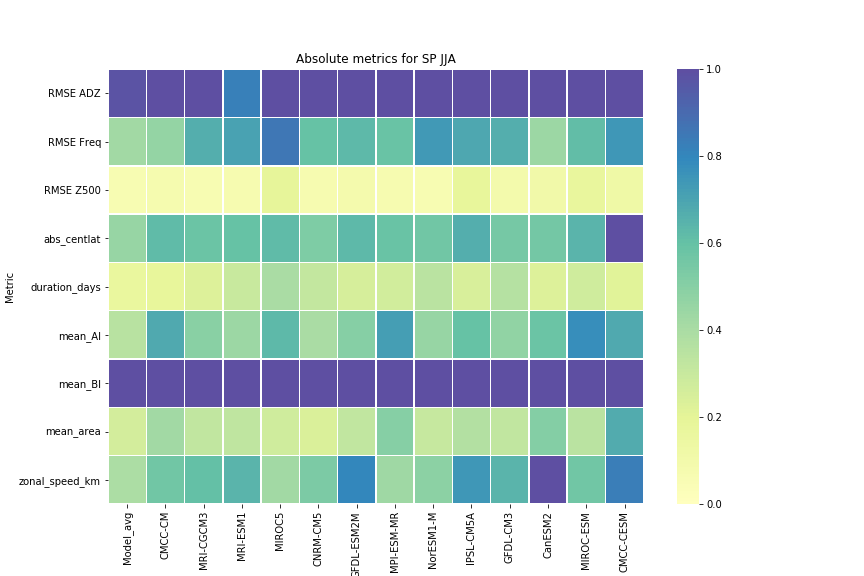 Absolute metrics for SP JJA
Metric
RMSE ADZ
RMSE Freq
RMSE Z500
abs_centlat
duration_days
mean_AI
mean_BI
mean_area
zonal_speed_km
Model_avg
CMCC-CM
MRI-CGCM3
MRI-ESM1
MIROC5
CNRM-CM5
GFDL-ESM2M
MPI-ESM-MR
NorESM1-M
IPSL-CM5A
GFDL-CM3
CanESM2
MIROC-ESM
CMCC-CESM
1.0
0.8
0.6
0.4
0.2
0.0